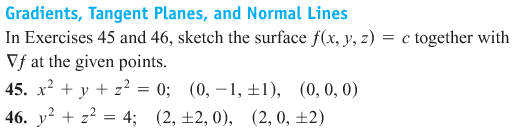 Gradients, Tangent Planes, and Normal Lines
In Exercises 45 and 46, sketch the surface f(x, y, z) = c together with
∇f at the given points.
45. x² + y + z² = 0; (0, −1, ±1), (0, 0, 0)
46. y² + z² = 4; (2, ±2, 0), (2, 0, ±2)